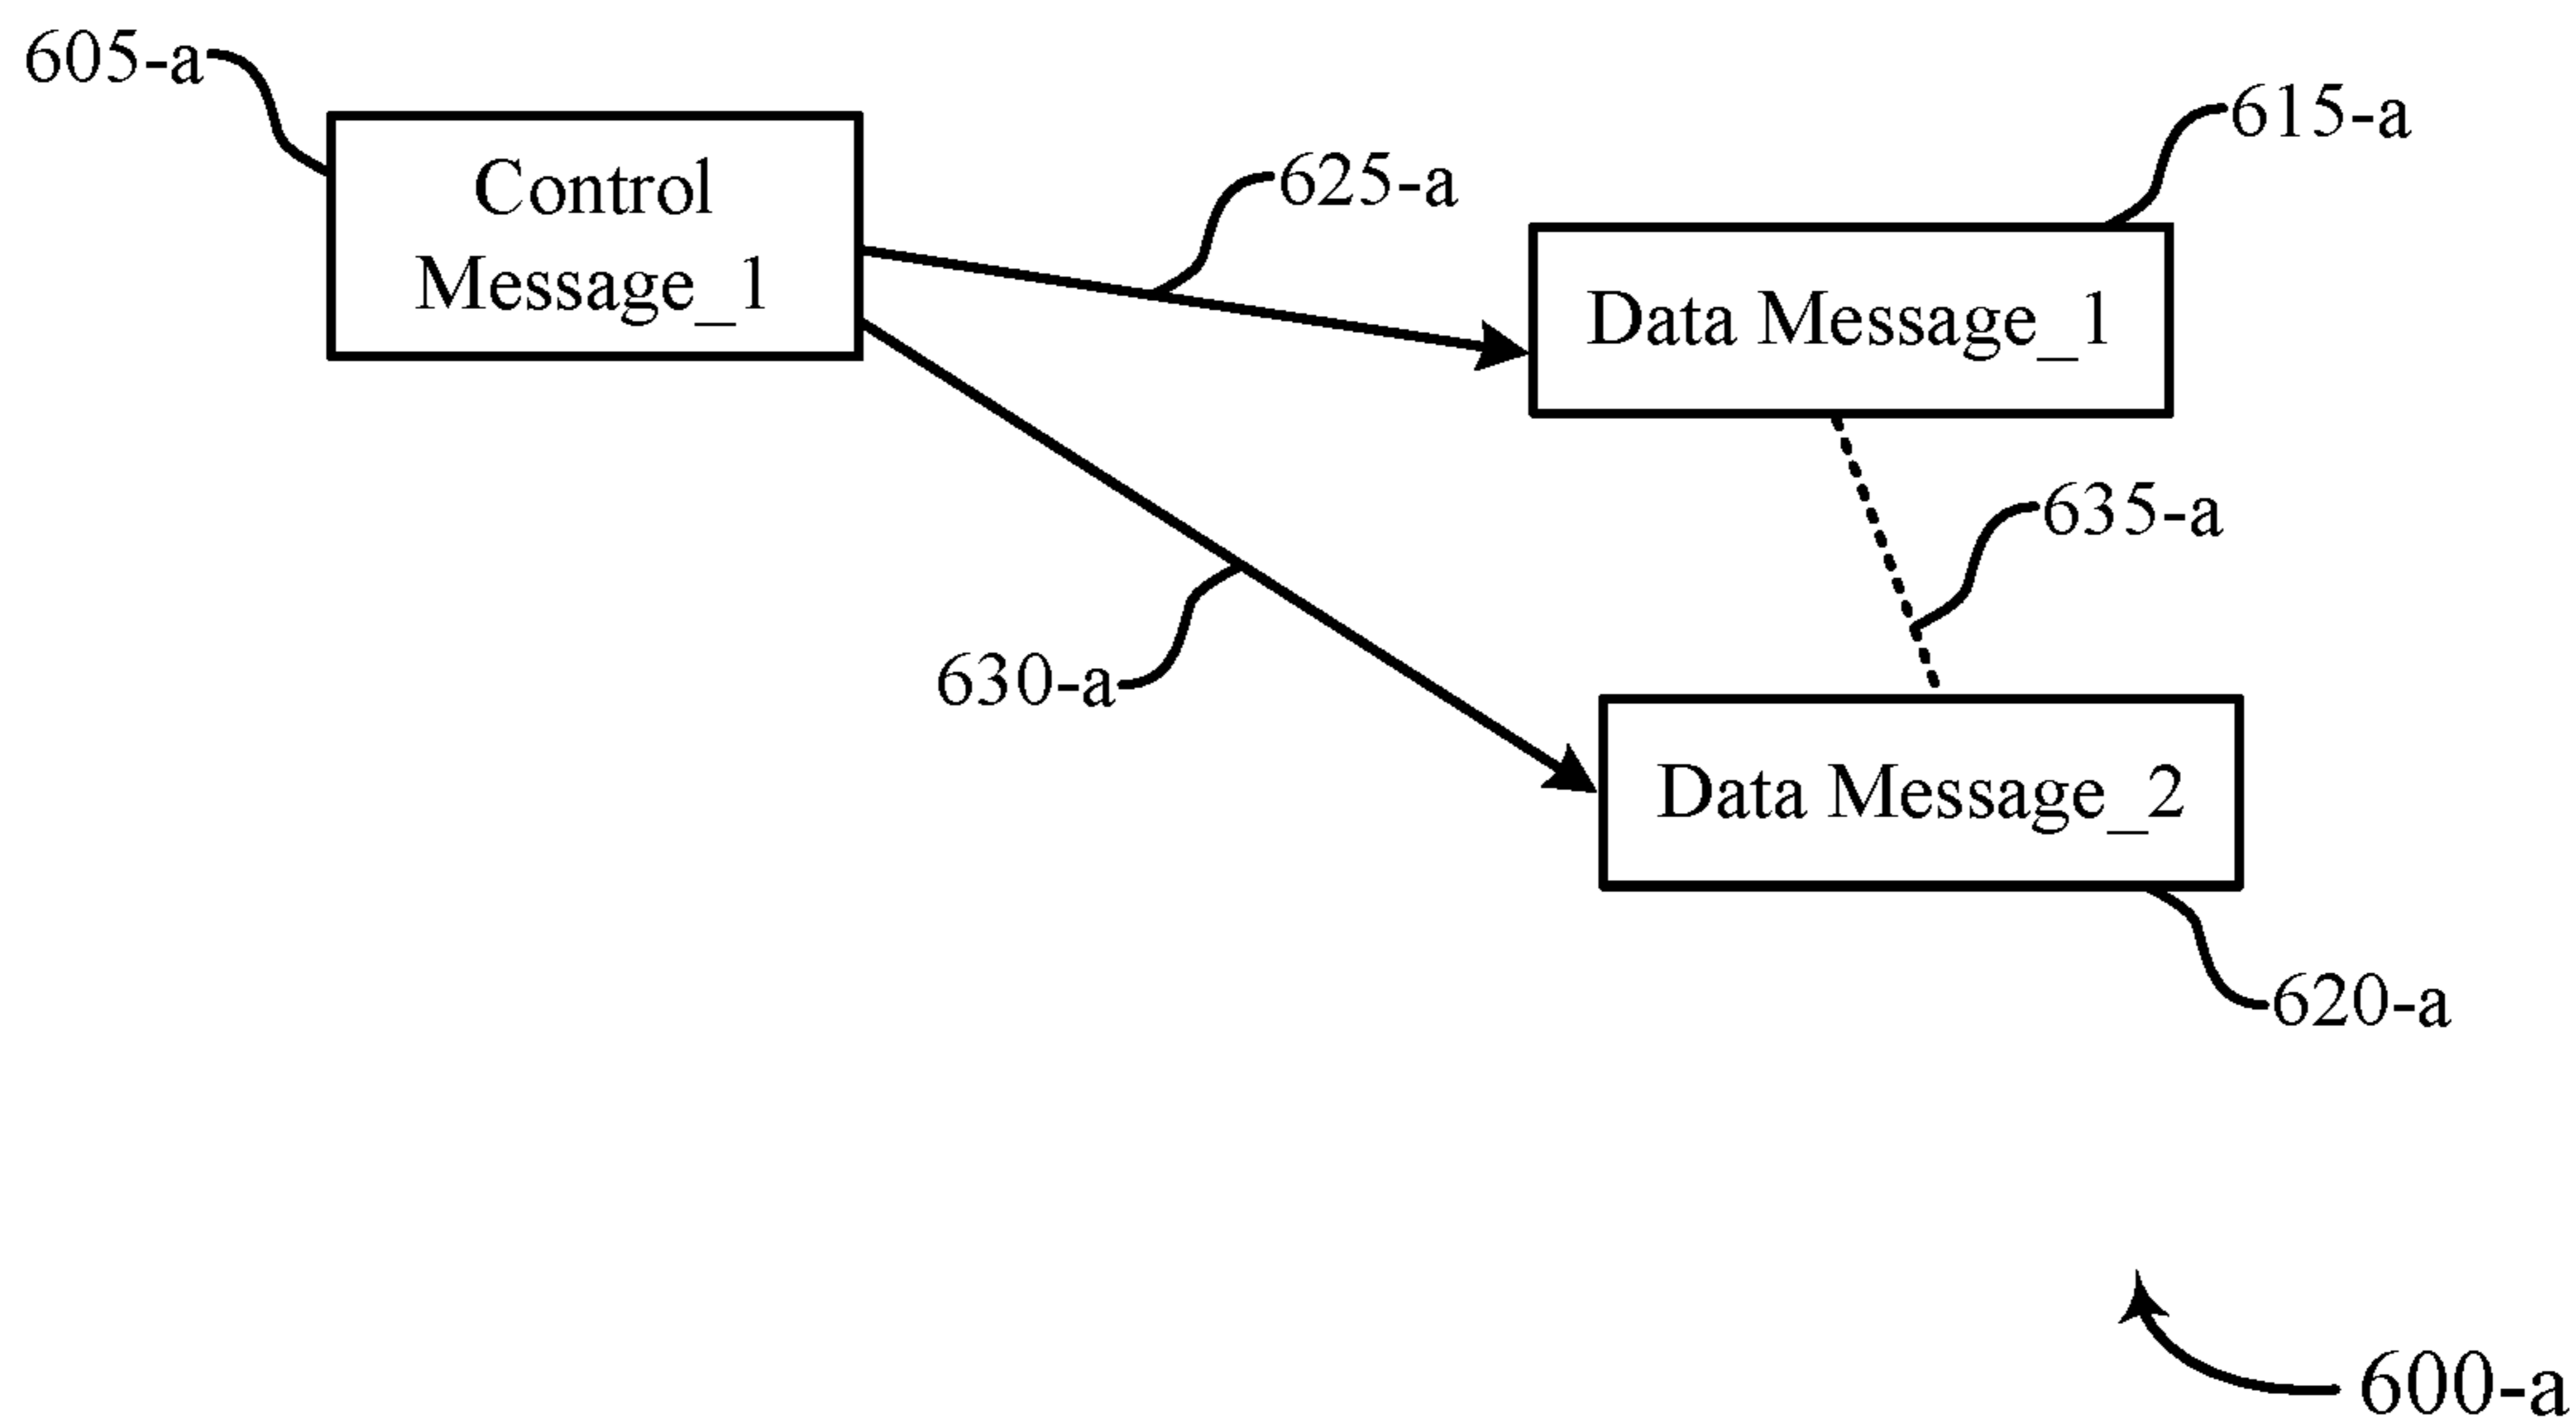 605-a
Control
Message_1
625-a
615-a
Data Message_1
635-a
630-a
Data Message_2
620-a
600-a